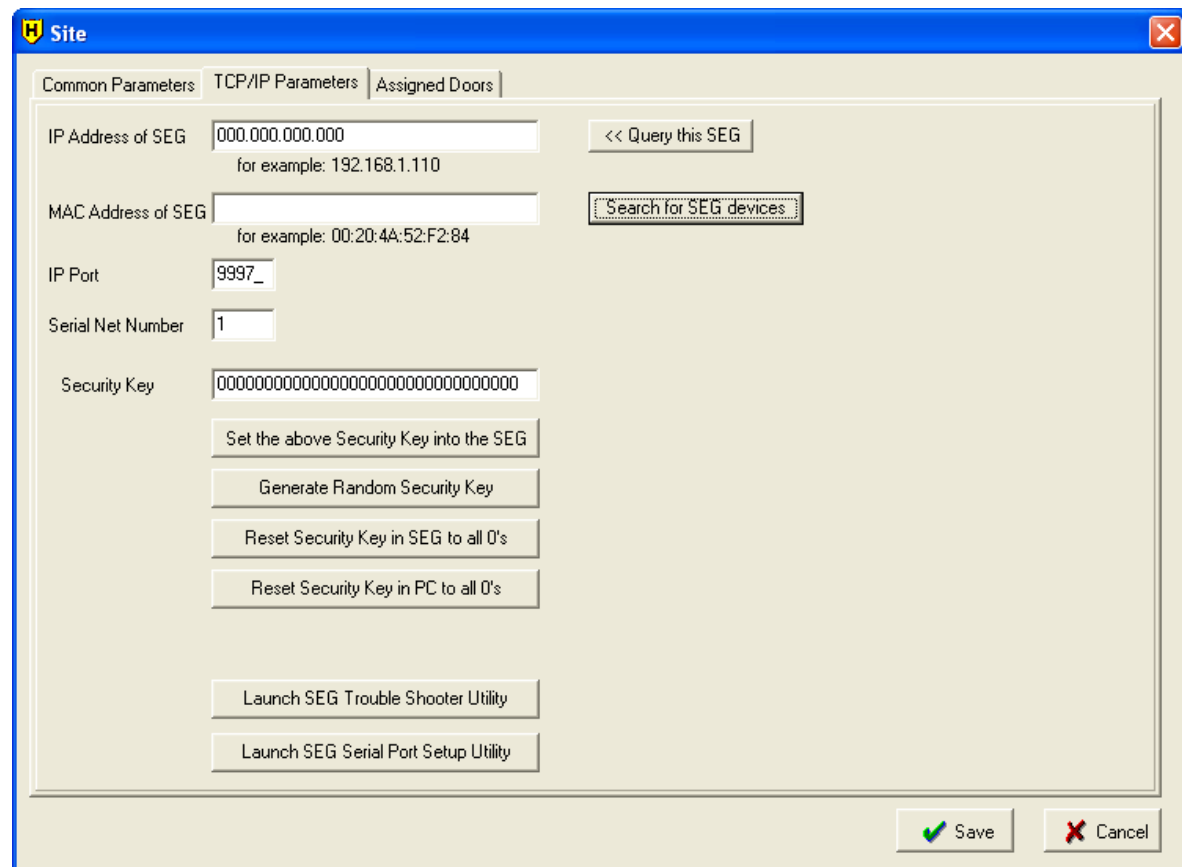 H Site
Common Parameters TCP/IP Parameters Assigned Doors
IP Address of SEG 000.000.000.000 << Query this SEG
for example: 192.168.1.110
MAC Address of SEG Search for SEG devices
for example: 00:20:4A:52:F2:84
IP Port 9997_
Serial Net Number 1
Security Key 00000000000000000000000000000000
Set the above Security Key into the SEG
Generate Random Security Key
Reset Security Key in SEG to all 0's
Reset Security Key in PC to all 0's
Launch SEG Trouble Shooter Utility
Launch SEG Serial Port Setup Utility
Save Cancel